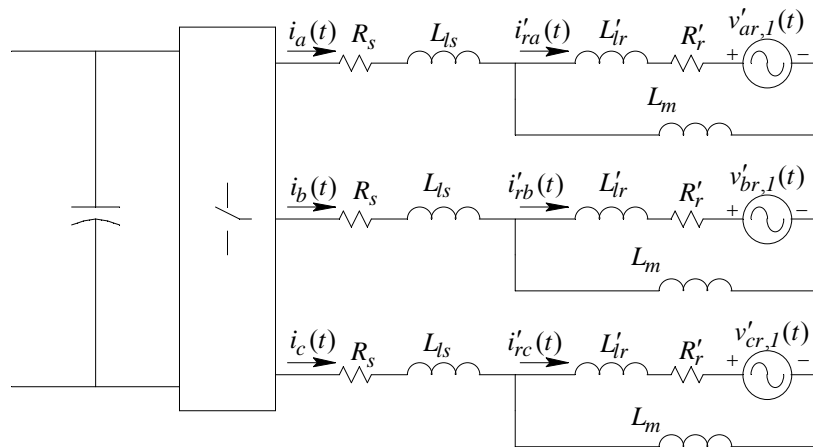 i_a(t) R_s L_ls i'_ra(t) L'_lr R'_r v'_ar,1(t)
+ −
L_m
i_b(t) R_s L_ls i'_rb(t) L'_lr R'_r v'_br,1(t)
+ −
L_m
i_c(t) R_s L_ls i'_rc(t) L'_lr R'_r v'_cr,1(t)
+ −
L_m